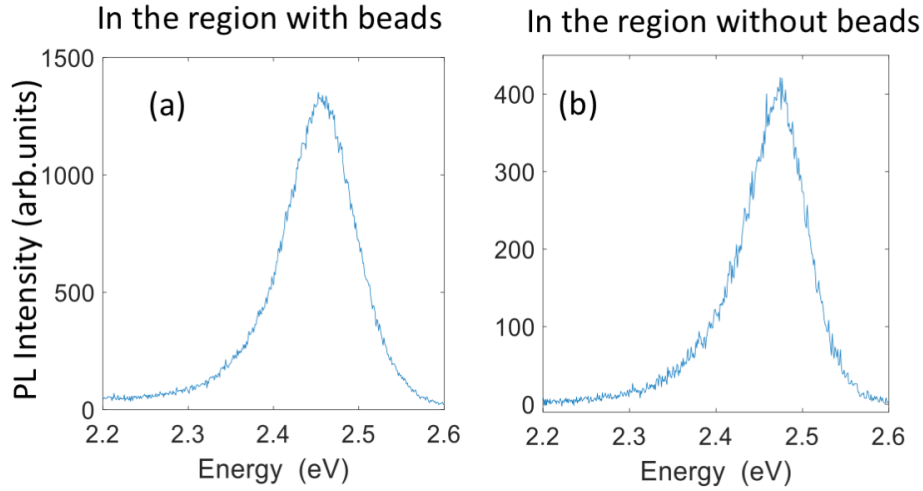 In the region with beads
In the region without beads
(a)
(b)
PL Intensity (arb.units)
1500
1000
500
0
2.2 2.3 2.4 2.5 2.6
Energy (eV)
400
300
200
100
0
2.2 2.3 2.4 2.5 2.6
Energy (eV)